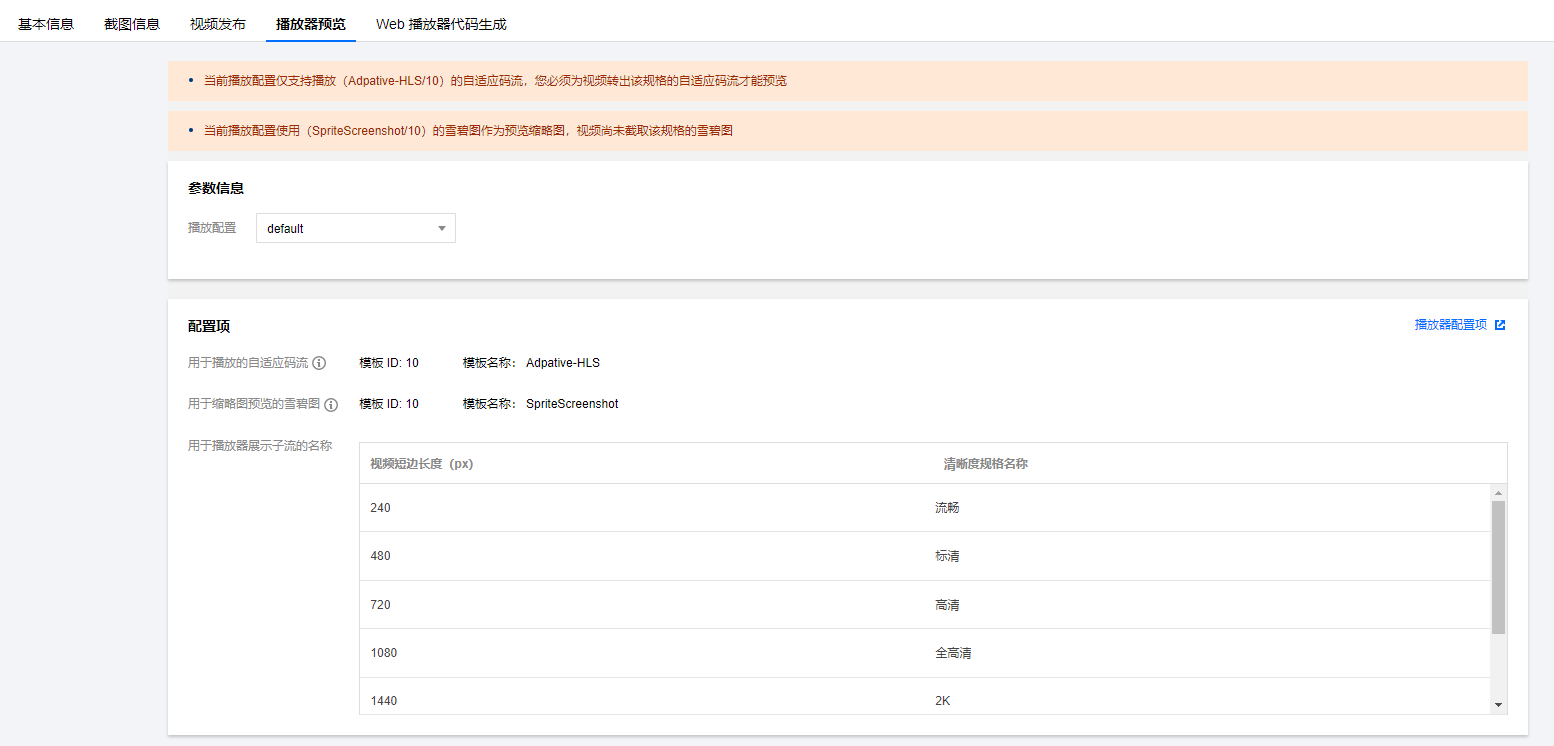 基本信息 截图信息 视频发布 播放器预览 Web 播放器代码生成
当前播放配置仅支持播放（Adpative-HLS/10）的自适应码流，您必须为视频转出该规格的自适应码流才能预览
当前播放配置使用（SpriteScreenshot/10）的雪碧图作为预览缩略图，视频尚未截取该规格的雪碧图
参数信息
播放配置 default
配置项 播放器配置项
用于播放的自适应码流 模板 ID: 10 模板名称： Adpative-HLS
用于缩略图预览的雪碧图 模板 ID: 10 模板名称： SpriteScreenshot
用于播放器展示子流的名称
视频短边长度（px） 清晰度规格名称
240 流畅
480 标清
720 高清
1080 全高清
1440 2K